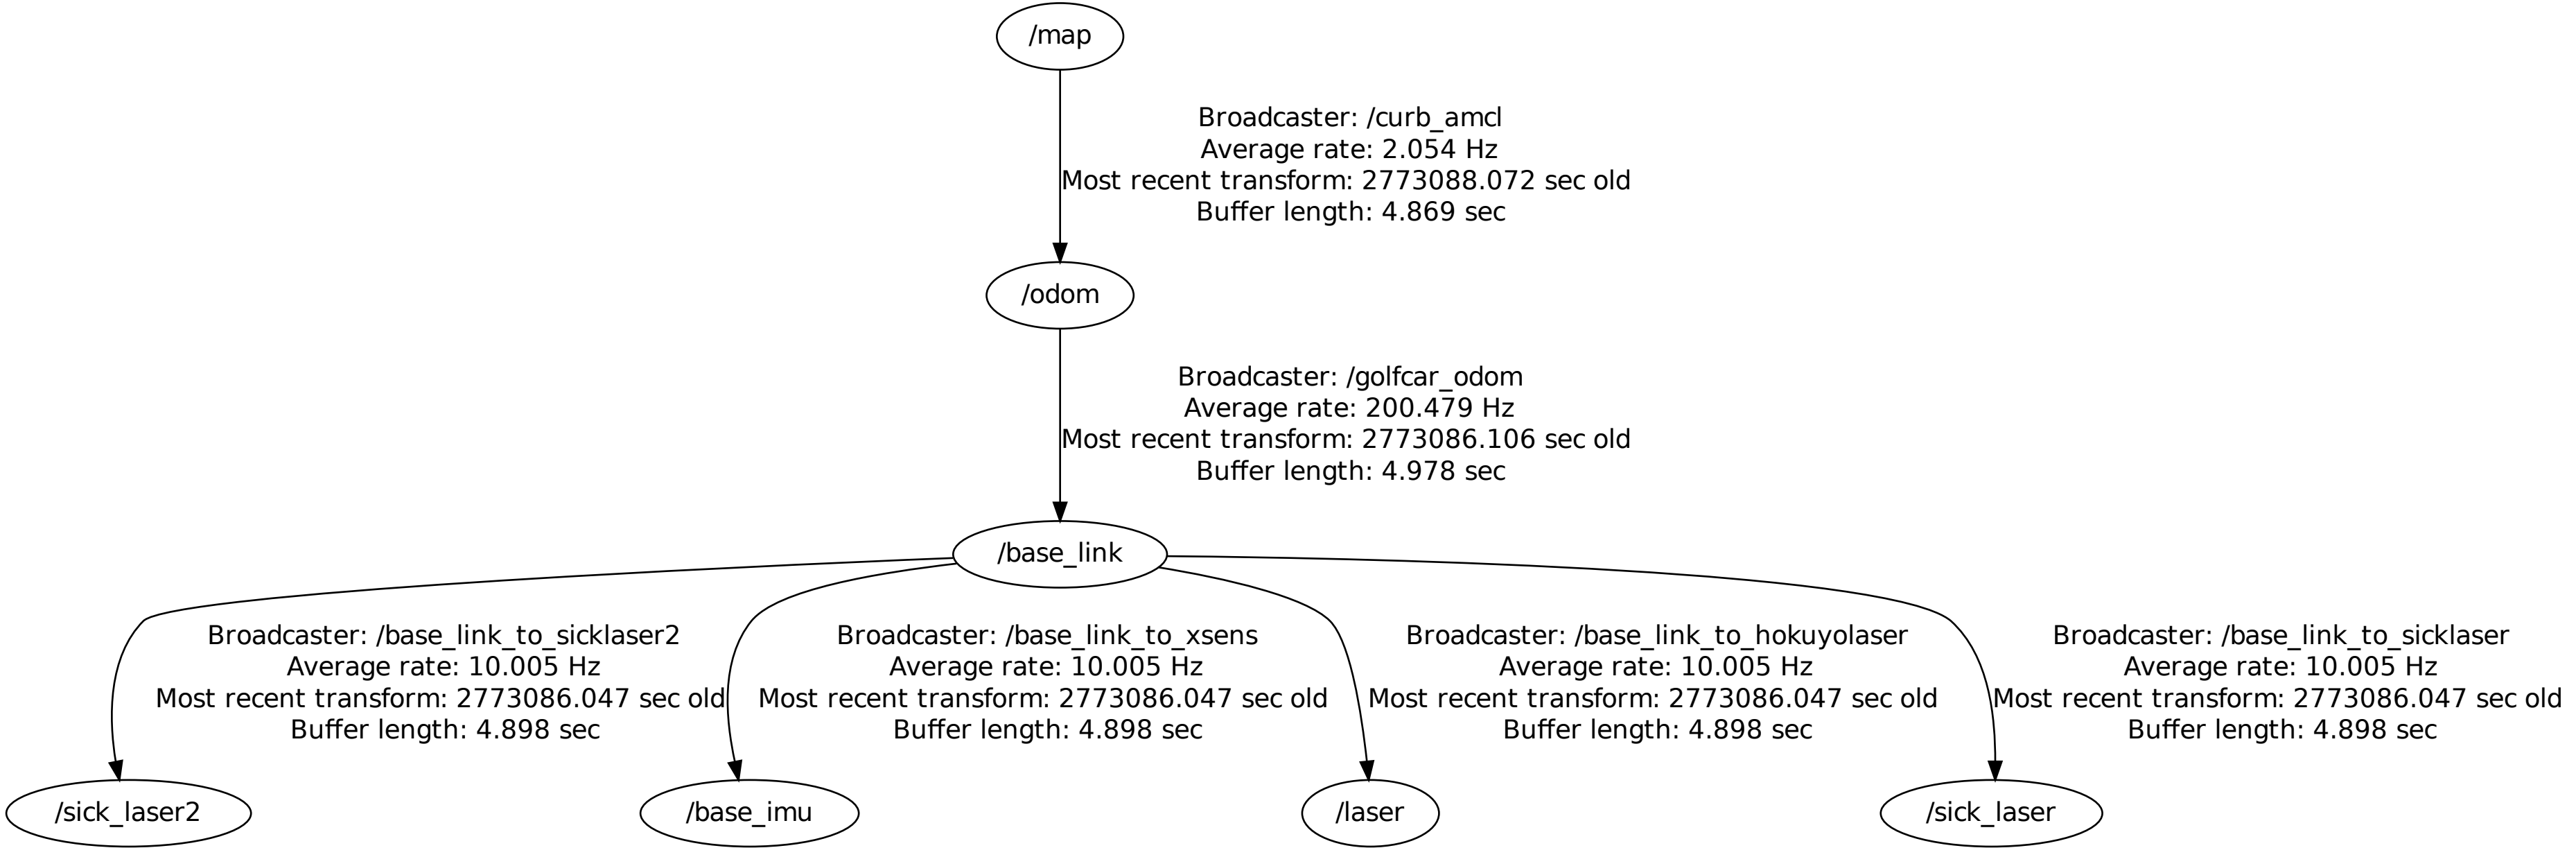 /map
Broadcaster: /curb_amcl
Average rate: 2.054 Hz
Most recent transform: 2773088.072 sec old
Buffer length: 4.869 sec
/odom
Broadcaster: /golfcar_odom
Average rate: 200.479 Hz
Most recent transform: 2773086.106 sec old
Buffer length: 4.978 sec
/base_link
Broadcaster: /base_link_to_sicklaser2
Average rate: 10.005 Hz
Most recent transform: 2773086.047 sec old
Buffer length: 4.898 sec
Broadcaster: /base_link_to_xsens
Average rate: 10.005 Hz
Most recent transform: 2773086.047 sec old
Buffer length: 4.898 sec
Broadcaster: /base_link_to_hokuyolaser
Average rate: 10.005 Hz
Most recent transform: 2773086.047 sec old
Buffer length: 4.898 sec
Broadcaster: /base_link_to_sicklaser
Average rate: 10.005 Hz
Most recent transform: 2773086.047 sec old
Buffer length: 4.898 sec
/sick_laser2
/base_imu
/laser
/sick_laser